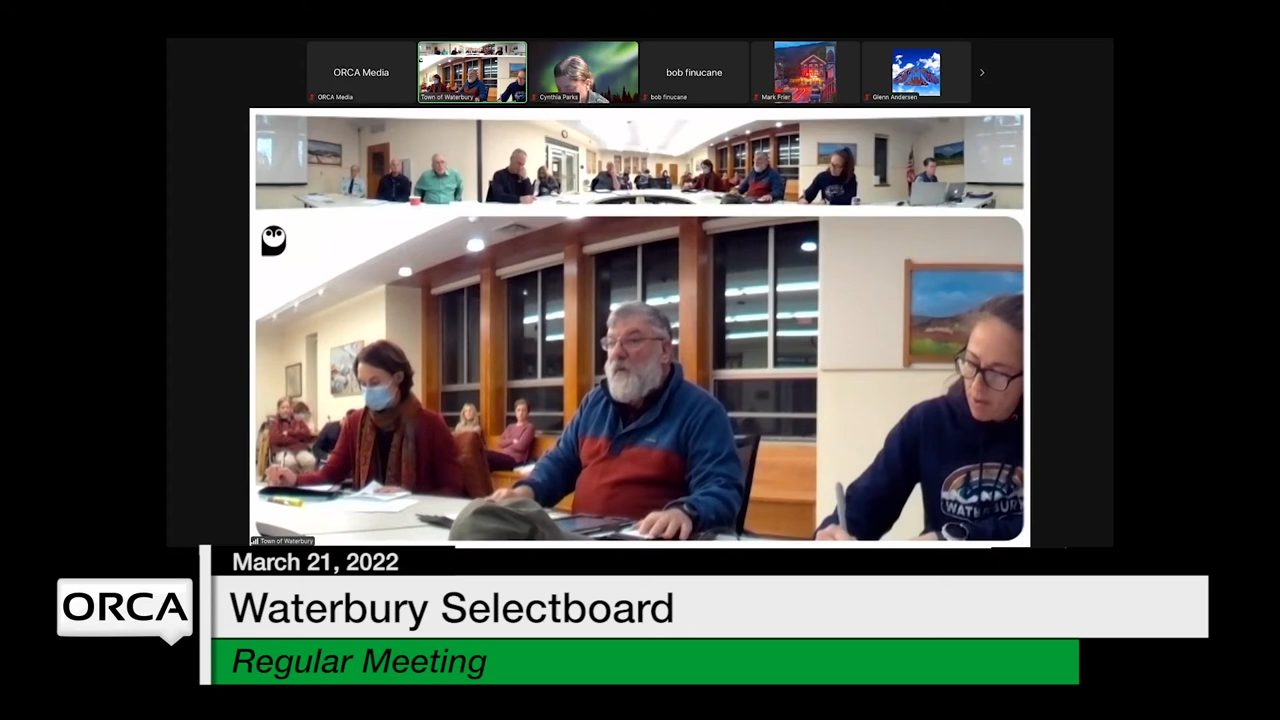 ORCA Media
bob finucane
ORCA Media
Town of Waterbury
Cynthia Parks
bob finucane
Mark Frier
Glenn Andersen
WATERBURY
Town of Waterbury
March 21, 2022
ORCA
Waterbury Selectboard
Regular Meeting